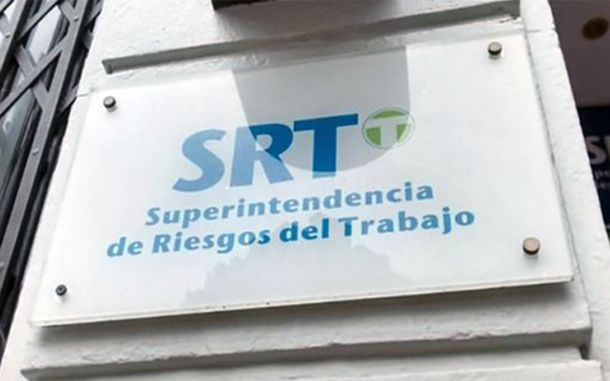 SRT T
Superintendencia
de Riesgos del Trabajo